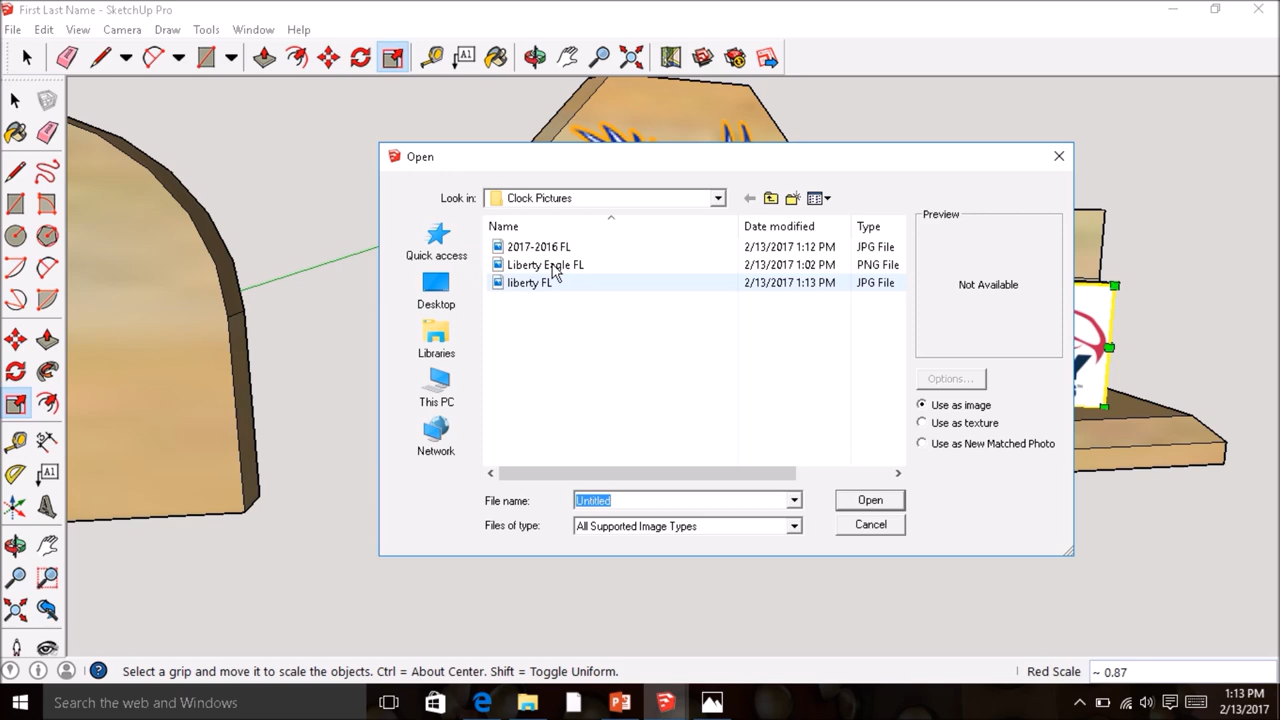 First Last Name - SketchUp Pro
File Edit View Camera Draw Tools Window Help
A1
Open
Look in: Clock Pictures
Name Date modified Type
2017-2016 FL 2/13/2017 1:12 PM JPG File
Liberty Eagle FL 2/13/2017 1:02 PM PNG File
liberty FL 2/13/2017 1:13 PM JPG File
Quick access
Desktop
Libraries
This PC
Network
Preview
Not Available
Options...
Use as image
Use as texture
Use as New Matched Photo
File name: Untitled Open
Files of type: All Supported Image Types Cancel
A1
Select a grip and move it to scale the objects. Ctrl = About Center. Shift = Toggle Uniform. Red Scale ~ 0.87
Search the web and Windows
1:13 PM
2/13/2017